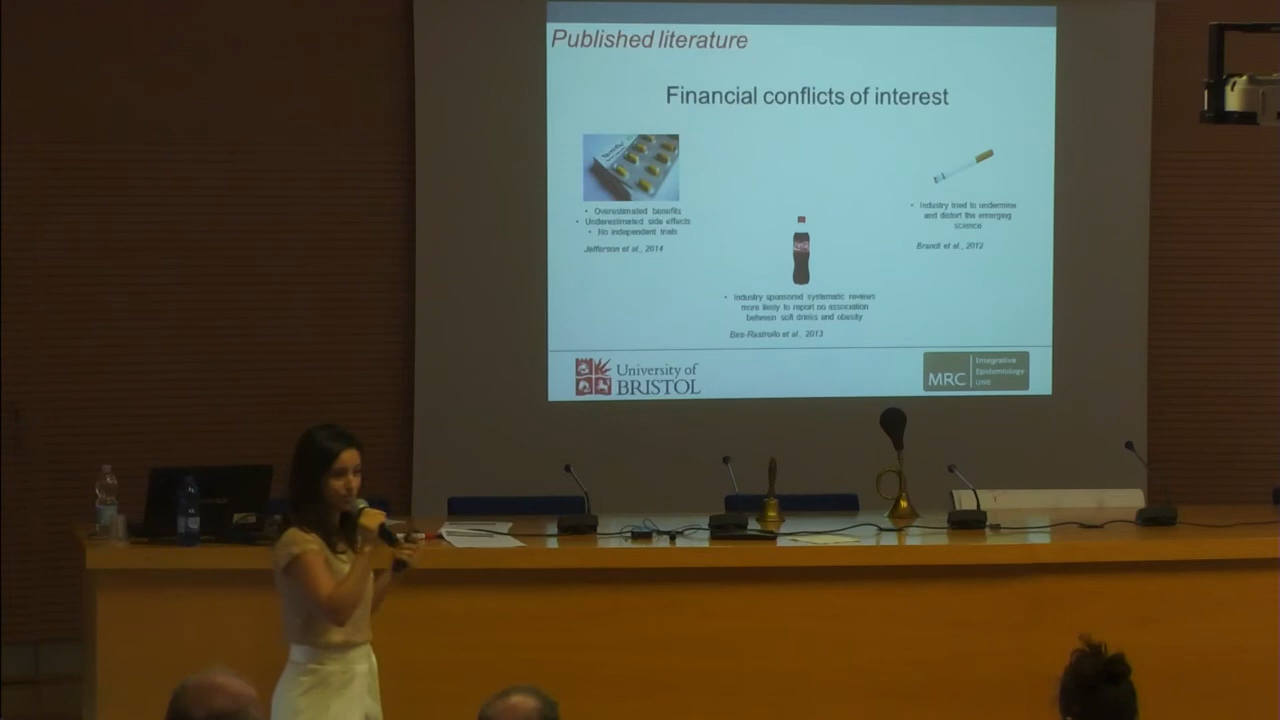 Published literature
Financial conflicts of interest
• Overestimated benefits
• Underestimated side effects
• No independent trials
Jefferson et al., 2014
• Industry sponsored systematic reviews
more likely to report no association
between soft drinks and obesity
Bes-Rastrollo et al., 2013
• Industry tried to undermine
and distort the emerging
science
Brandt et al., 2012
University of
BRISTOL
MRC
Integrative
Epidemiology
Unit